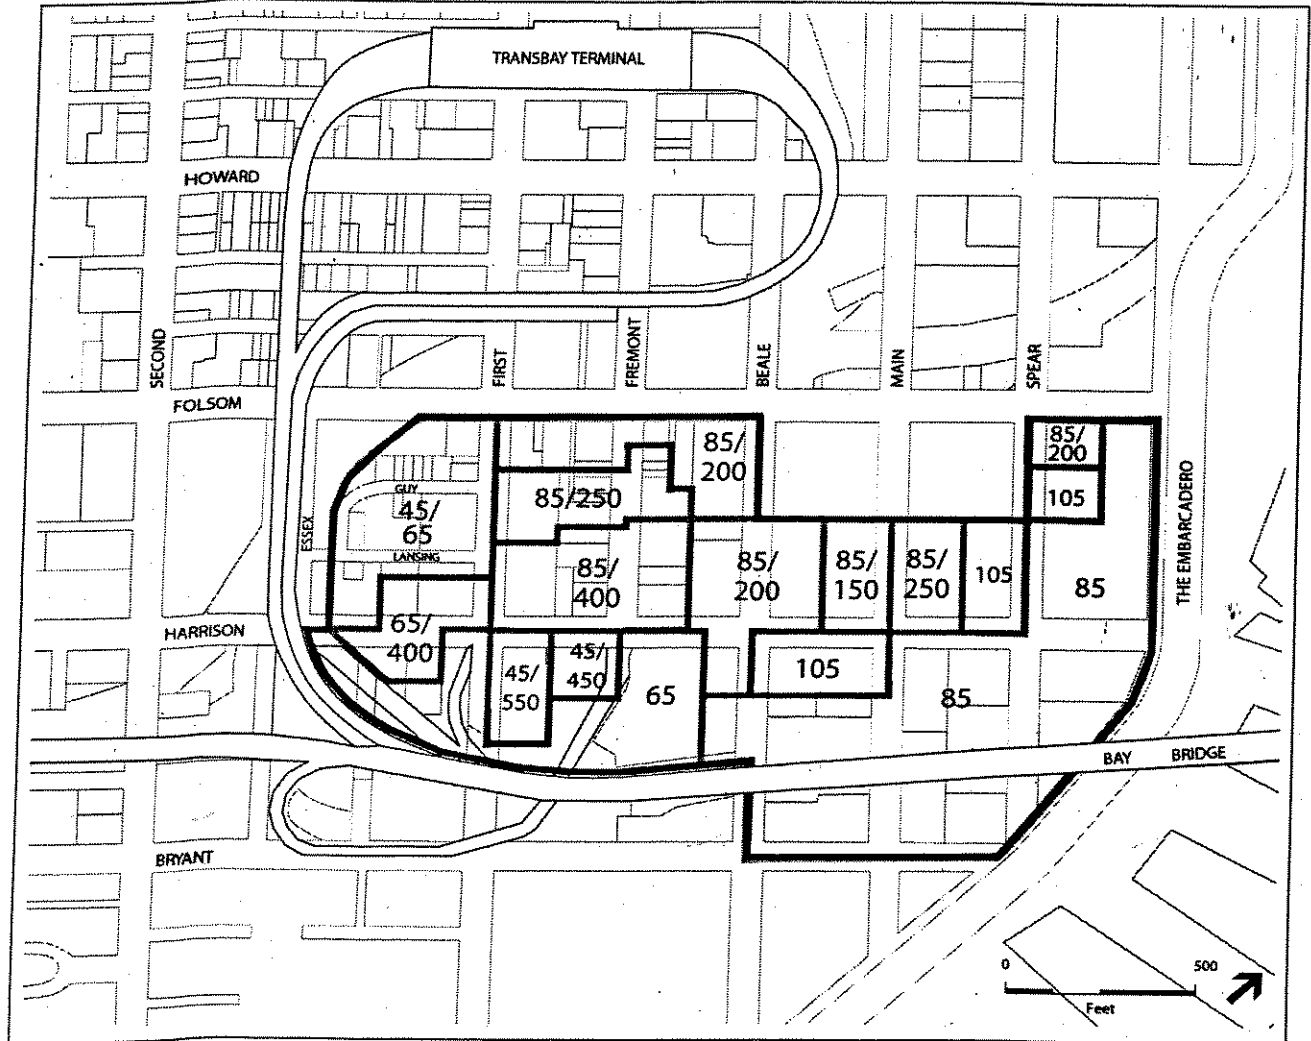 TRANSBAY TERMINAL
HOWARD
SECOND
FIRST
FREMONT
BEALE
MAIN
SPEAR
FOLSOM
THE EMBARCADERO
85/
200
85/
200
105
GUY
45/
65
85/250
ESSEX
LANSING
85/
400
85/
200
85/
150
85/
250
105
85
HARRISON
65/
400
45/
550
45/
450
65
105
85
BAY BRIDGE
BRYANT
0 500
Feet